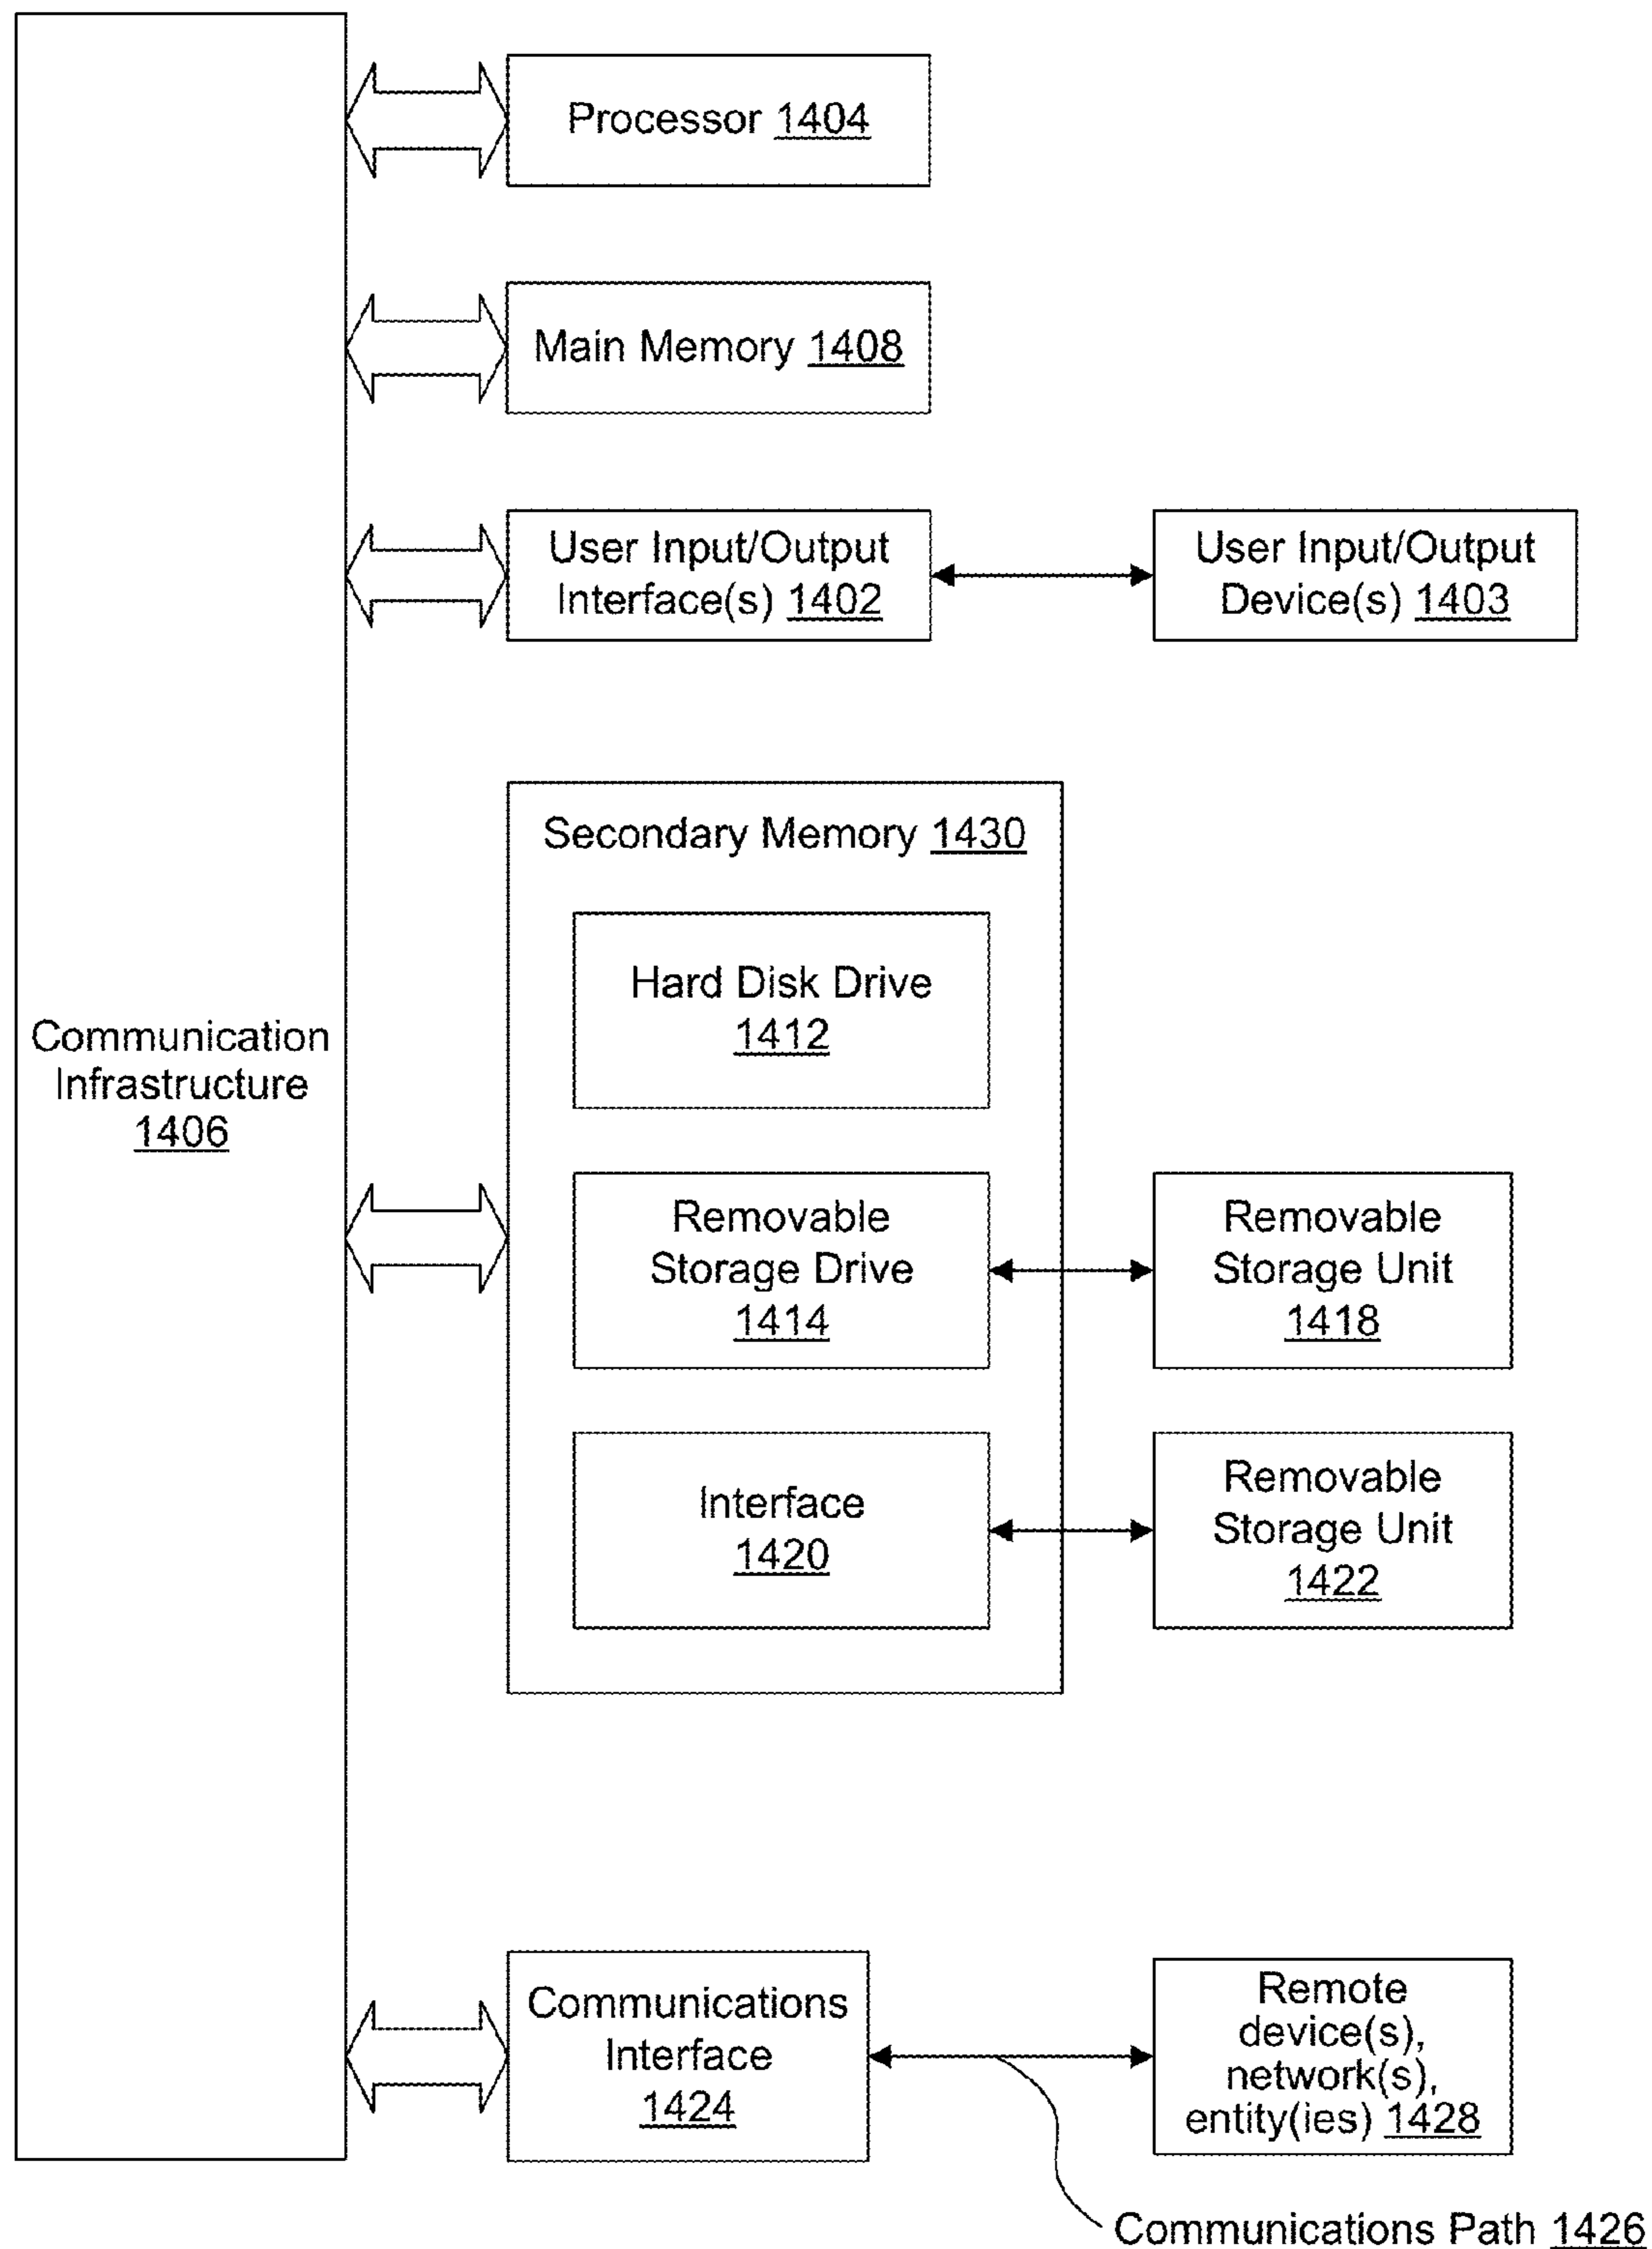 Processor 1404
Main Memory 1408
User Input/Output
Interface(s) 1402
User Input/Output
Device(s) 1403
Secondary Memory 1430
Hard Disk Drive
1412
Communication
Infrastructure
1406
Removable
Storage Drive
1414
Removable
Storage Unit
1418
Interface
1420
Removable
Storage Unit
1422
Communications
Interface
1424
Remote
device(s),
network(s),
entity(ies) 1428
Communications Path 1426